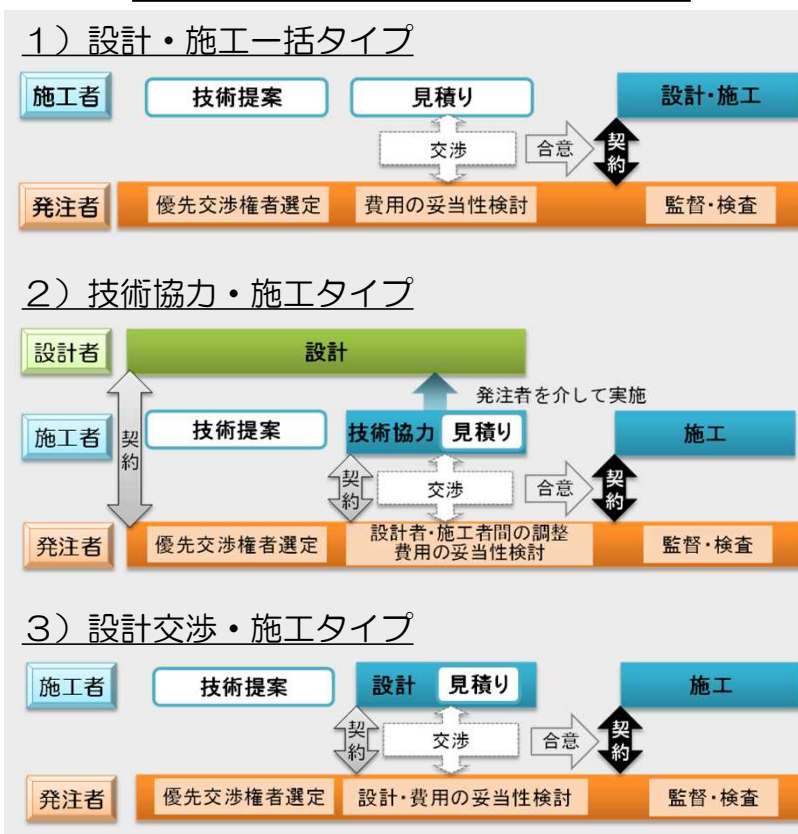 1)設計・施工一括タイプ
施工者
技術提案
見積り
設計・施工
交渉
合意
契約
発注者
優先交渉権者選定
費用の妥当性検討
監督・検査
2)技術協力・施工タイプ
設計者
設計
発注者を介して実施
施工者
契約
技術提案
技術協力
見積り
施工
契約
交渉
合意
契約
発注者
優先交渉権者選定
設計者・施工者間の調整
費用の妥当性検討
監督・検査
3)設計交渉・施工タイプ
施工者
技術提案
設計
見積り
施工
契約
交渉
合意
契約
発注者
優先交渉権者選定
設計・費用の妥当性検討
監督・検査